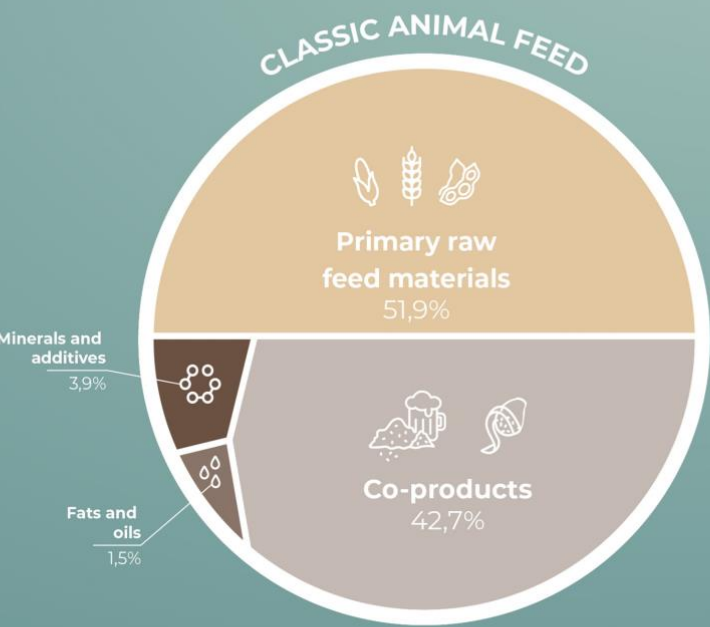 CLASSIC ANIMAL FEED
Primary raw
feed materials
51,9%
Minerals and
additives
3,9%
Co-products
42,7%
Fats and
oils
1,5%